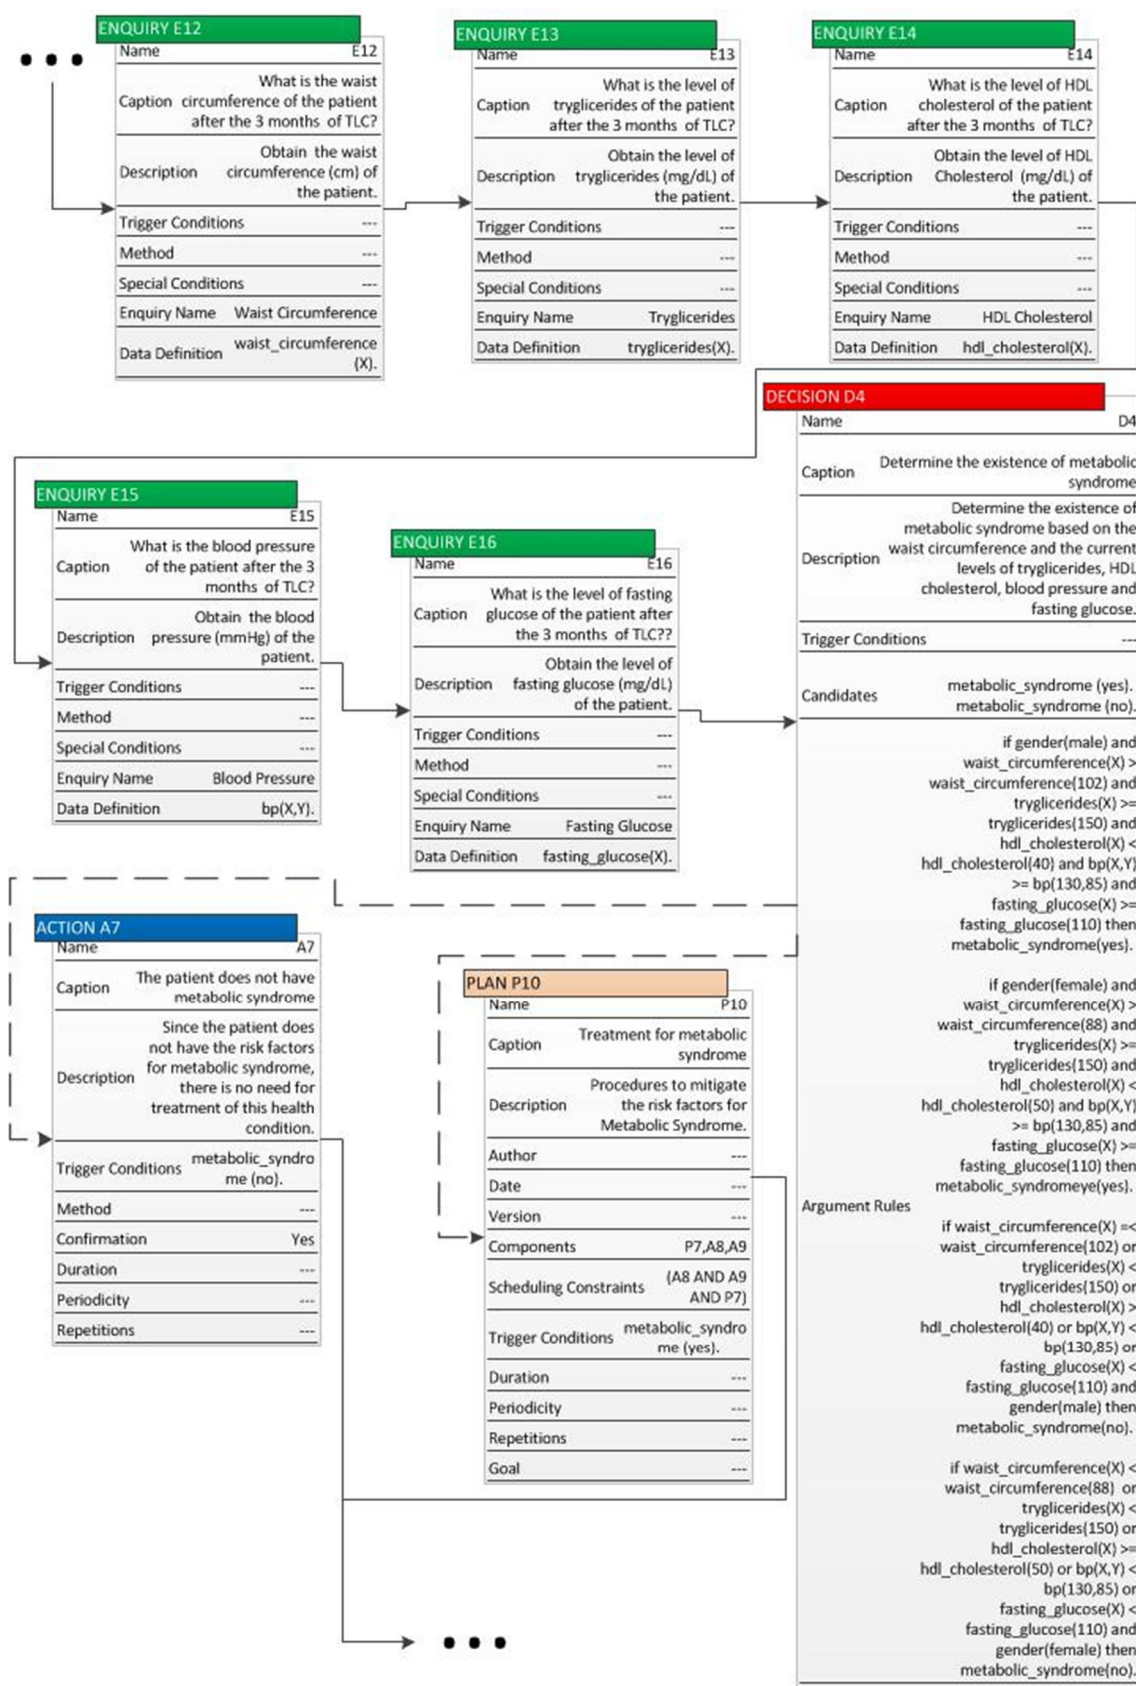 ENQUIRY E12
Name E12
What is the waist
Caption circumference of the patient
after the 3 months of TLC?
Obtain the waist
Description circumference (cm) of
the patient.
Trigger Conditions ---
Method ---
Special Conditions ---
Enquiry Name Waist Circumference
Data Definition waist_circumference
(X).
ENQUIRY E13
Name E13
What is the level of
Caption tryglicerides of the patient
after the 3 months of TLC?
Obtain the level of
Description tryglicerides (mg/dL) of
the patient.
Trigger Conditions ---
Method ---
Special Conditions ---
Enquiry Name Tryglicerides
Data Definition tryglicerides(X).
ENQUIRY E14
Name E14
What is the level of HDL
Caption cholesterol of the patient
after the 3 months of TLC?
Obtain the level of HDL
Description Cholesterol (mg/dL) of
the patient.
Trigger Conditions ---
Method ---
Special Conditions ---
Enquiry Name HDL Cholesterol
Data Definition hdl_cholesterol(X).
ENQUIRY E15
Name E15
What is the blood pressure
Caption of the patient after the 3
months of TLC?
Obtain the blood
Description pressure (mmHg) of the
patient.
Trigger Conditions ---
Method ---
Special Conditions ---
Enquiry Name Blood Pressure
Data Definition bp(X,Y).
ENQUIRY E16
Name E16
What is the level of fasting
Caption glucose of the patient after
the 3 months of TLC??
Obtain the level of
Description fasting glucose (mg/dL)
of the patient.
Trigger Conditions ---
Method ---
Special Conditions ---
Enquiry Name Fasting Glucose
Data Definition fasting_glucose(X).
DECISION D4
Name D4
Caption Determine the existence of metabolic
syndrome
Determine the existence of
metabolic syndrome based on the
Description waist circumference and the current
levels of tryglicerides, HDL
cholesterol, blood pressure and
fasting glucose.
Trigger Conditions ---
Candidates metabolic_syndrome (yes).
metabolic_syndrome (no).
Argument Rules
if gender(male) and
waist_circumference(X) >
waist_circumference(102) and
tryglicerides(X) >=
tryglicerides(150) and
hdl_cholesterol(X) <
hdl_cholesterol(40) and bp(X,Y)
>= bp(130,85) and
fasting_glucose(X) >=
fasting_glucose(110) then
metabolic_syndrome(yes).
if gender(female) and
waist_circumference(X) >
waist_circumference(88) and
tryglicerides(X) >=
tryglicerides(150) and
hdl_cholesterol(X) <
hdl_cholesterol(50) and bp(X,Y)
>= bp(130,85) and
fasting_glucose(X) >=
fasting_glucose(110) then
metabolic_syndromeye(yes).
if waist_circumference(X) =<
waist_circumference(102) or
tryglicerides(X) <
tryglicerides(150) or
hdl_cholesterol(X) >
hdl_cholesterol(40) or bp(X,Y) <
bp(130,85) or
fasting_glucose(X) <
fasting_glucose(110) and
gender(male) then
metabolic_syndrome(no).
if waist_circumference(X) <
waist_circumference(88) or
tryglicerides(X) <
tryglicerides(150) or
hdl_cholesterol(X) >=
hdl_cholesterol(50) or bp(X,Y) <
bp(130,85) or
fasting_glucose(X) <
fasting_glucose(110) and
gender(female) then
metabolic_syndrome(no).
ACTION A7
Name A7
Caption The patient does not have
metabolic syndrome
Since the patient does
not have the risk factors
Description for metabolic syndrome,
there is no need for
treatment of this health
condition.
Trigger Conditions metabolic_syndro
me (no).
Method ---
Confirmation Yes
Duration ---
Periodicity ---
Repetitions ---
PLAN P10
Name P10
Caption Treatment for metabolic
syndrome
Procedures to mitigate
Description the risk factors for
Metabolic Syndrome.
Author ---
Date ---
Version ---
Components P7,A8,A9
Scheduling Constraints (A8 AND A9
AND P7)
Trigger Conditions metabolic_syndro
me (yes).
Duration ---
Periodicity ---
Repetitions ---
Goal ---